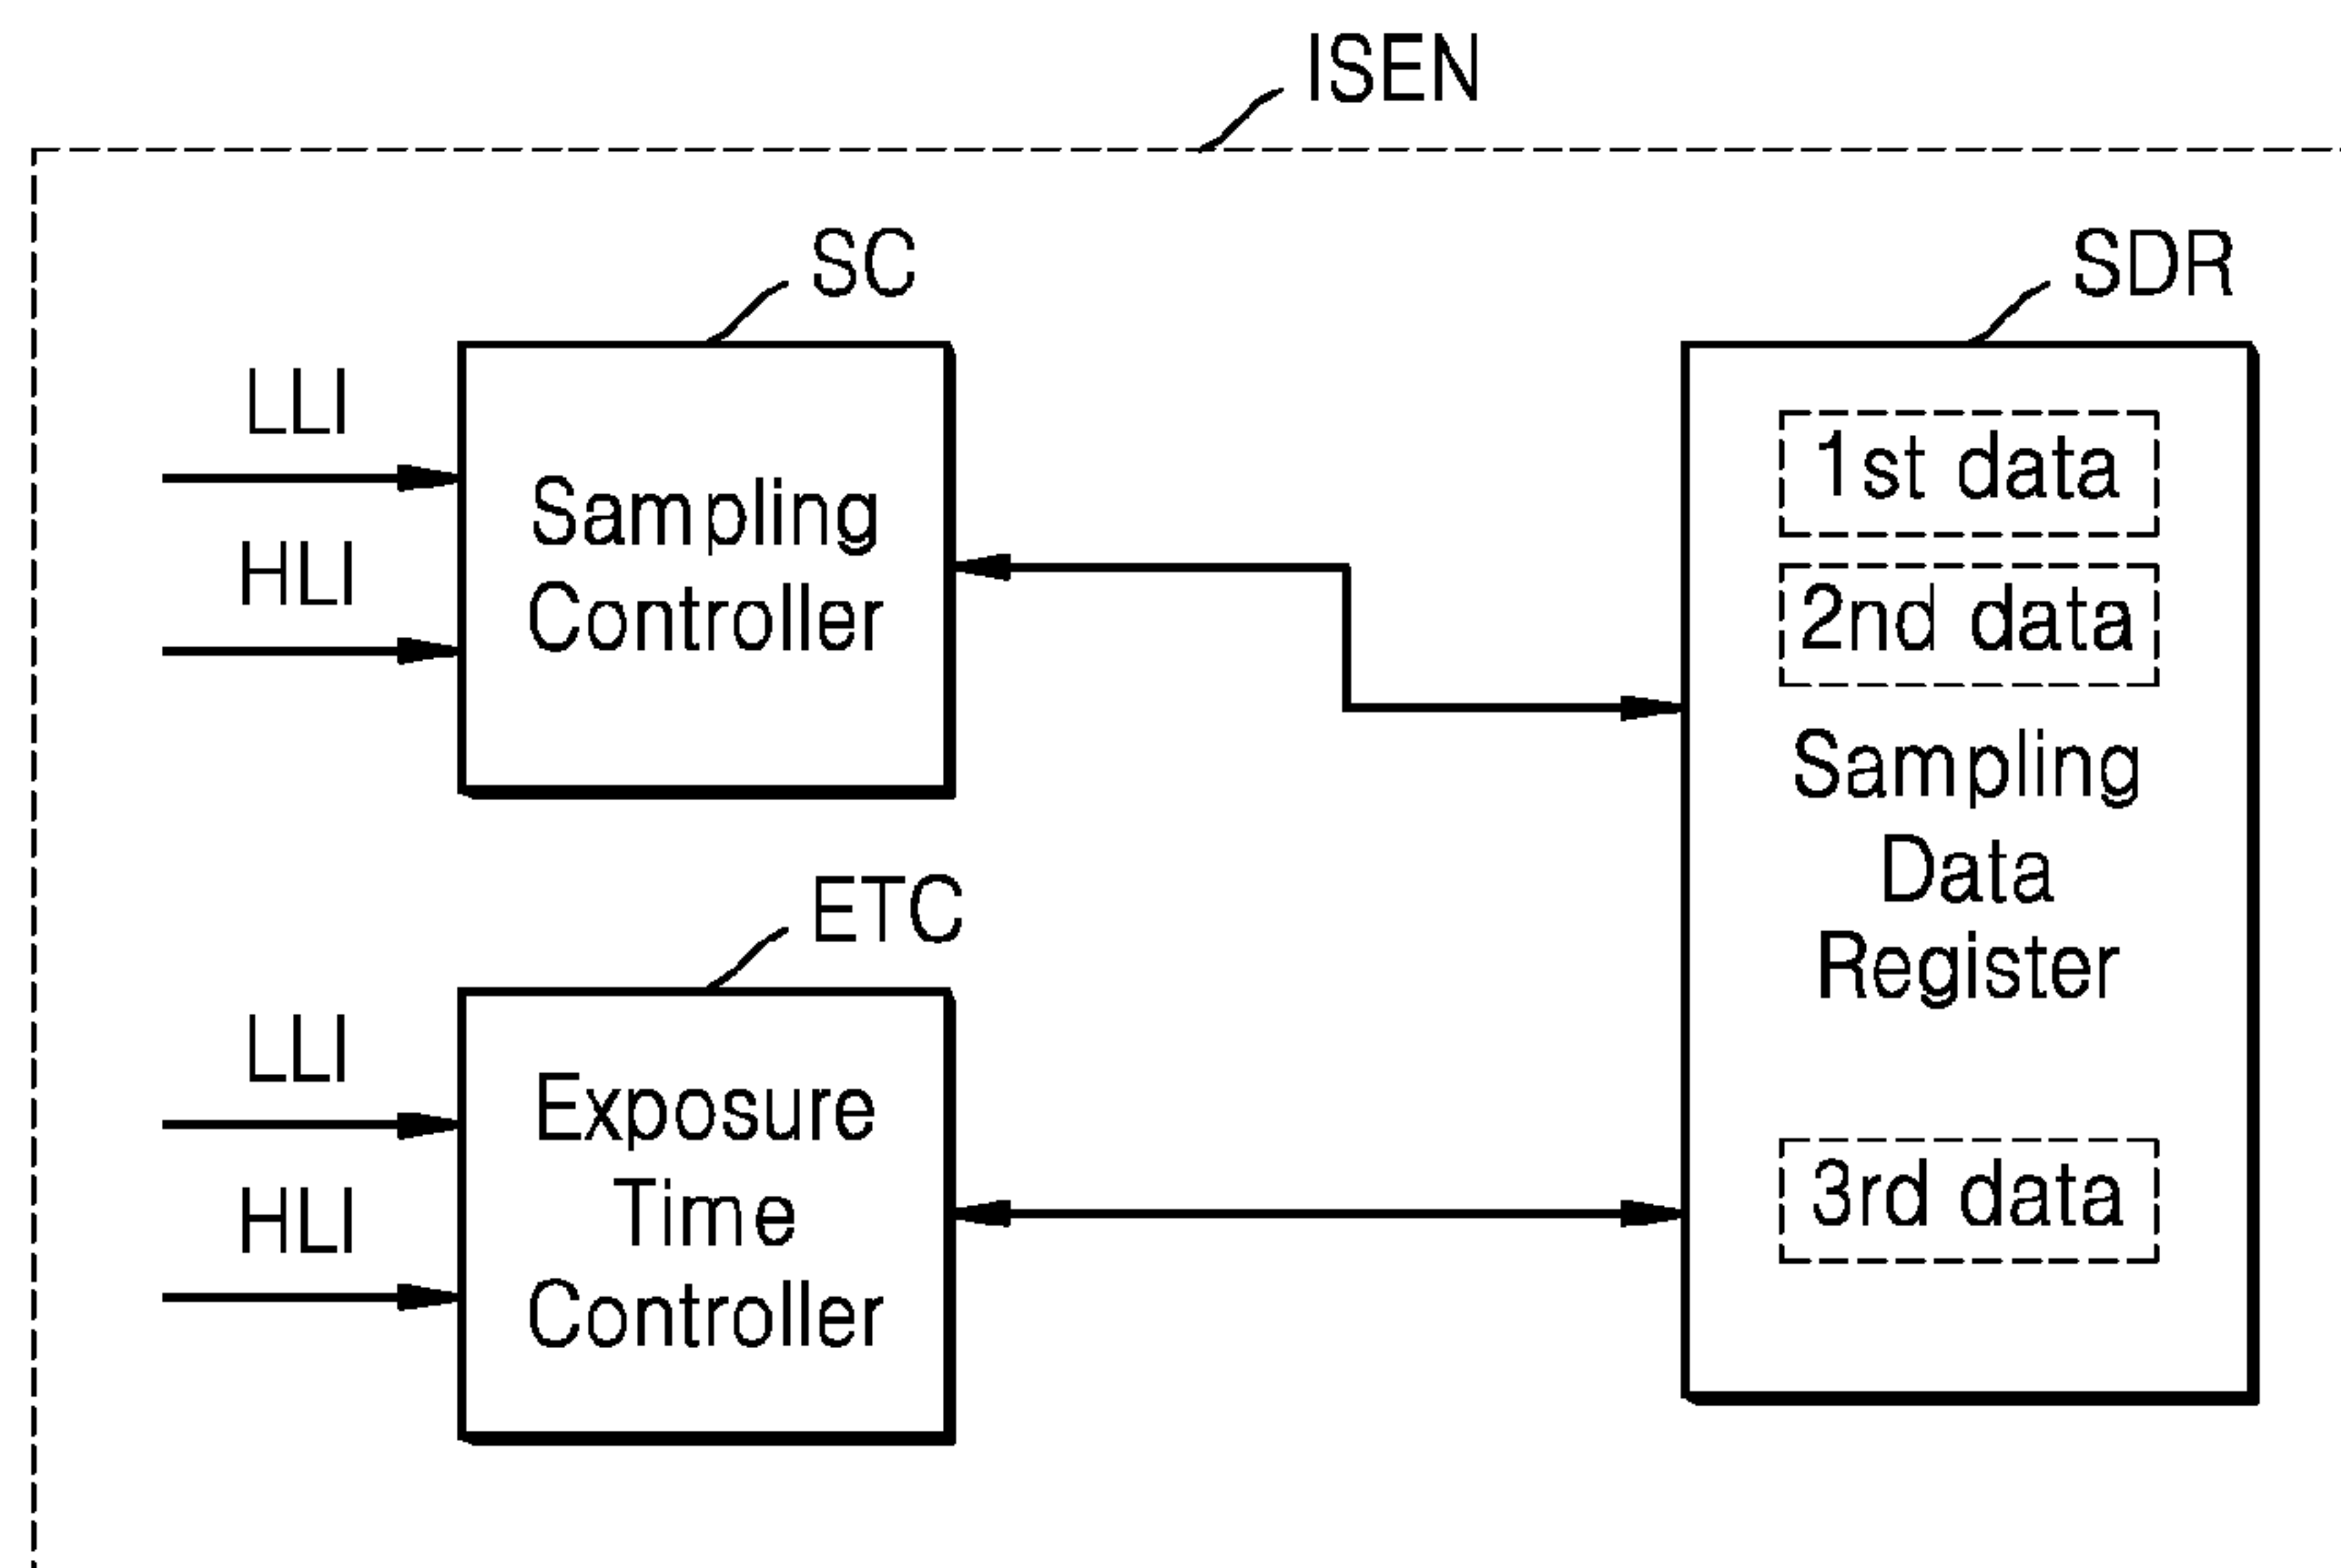 ISEN
SC
SDR
LLI
HLI
Sampling
Controller
1st data
2nd data
Sampling
Data
Register
3rd data
ETC
LLI
HLI
Exposure
Time
Controller